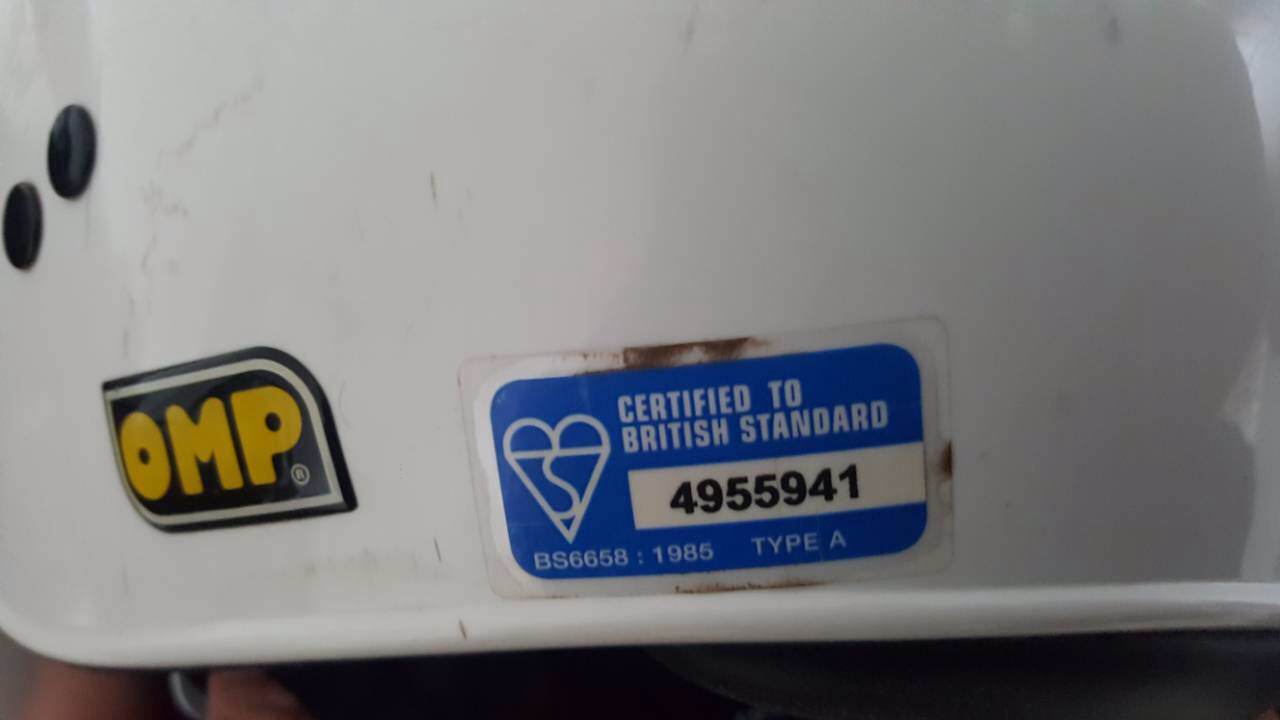 OMP®
CERTIFIED TO
BRITISH STANDARD
4955941
BS6658 : 1985 TYPE A